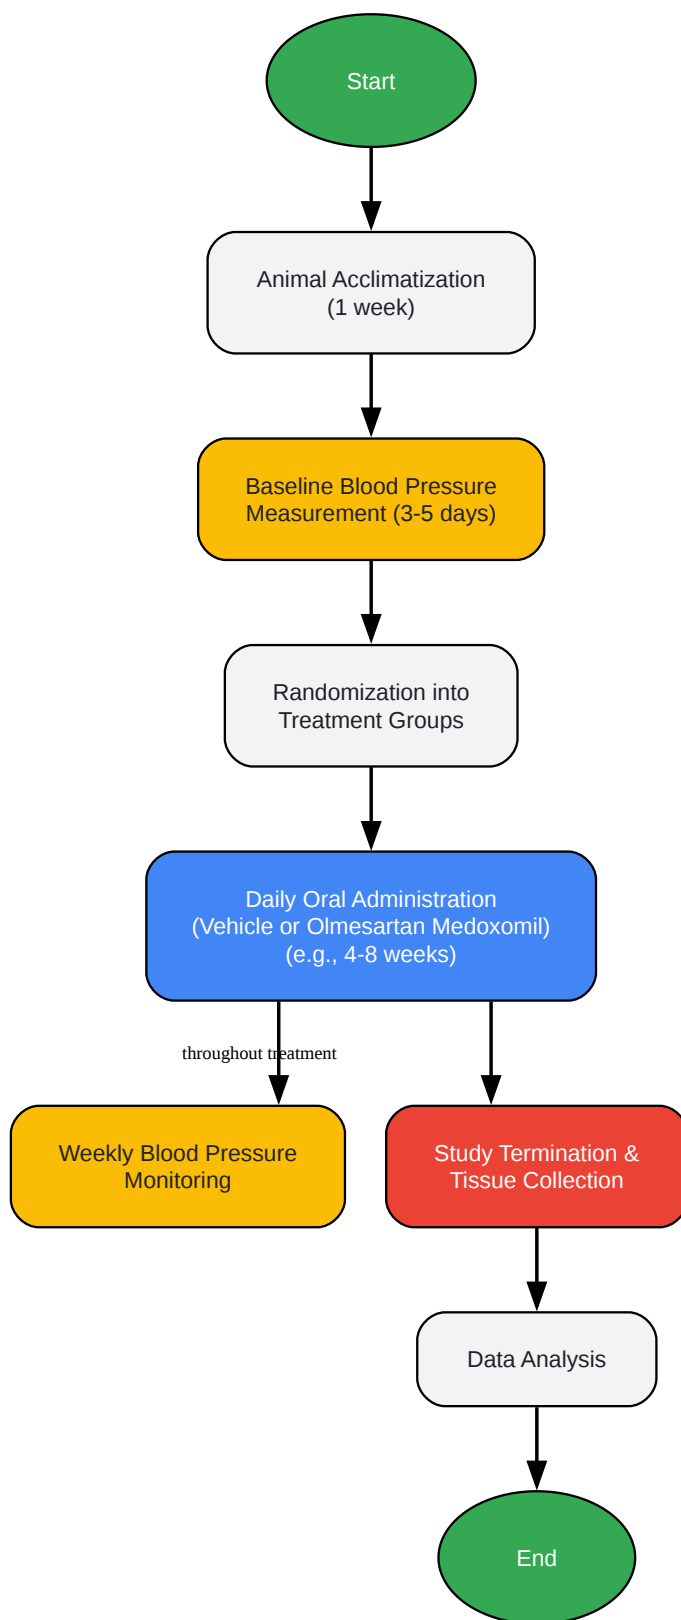 Start
Animal Acclimatization
(1 week)
Baseline Blood Pressure
Measurement (3-5 days)
Randomization into
Treatment Groups
Daily Oral Administration
(Vehicle or Olmesartan Medoxomil)
(e.g., 4-8 weeks)
throughout treatment
Weekly Blood Pressure
Monitoring
Study Termination &
Tissue Collection
Data Analysis
End